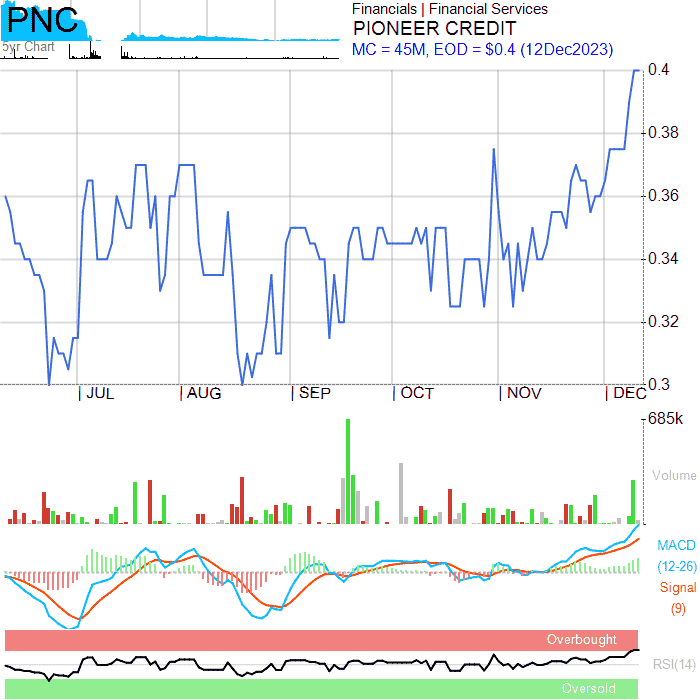 PNC
5yr Chart
Financials | Financial Services
PIONEER CREDIT
MC = 45M, EOD = $0.4 (12Dec2023)
0.4
0.38
0.36
0.34
0.32
0.3
| JUL | AUG | SEP | OCT | NOV | DEC
685k
Volume
MACD
(12-26)
Signal
(9)
Overbought
RSI(14)
Oversold